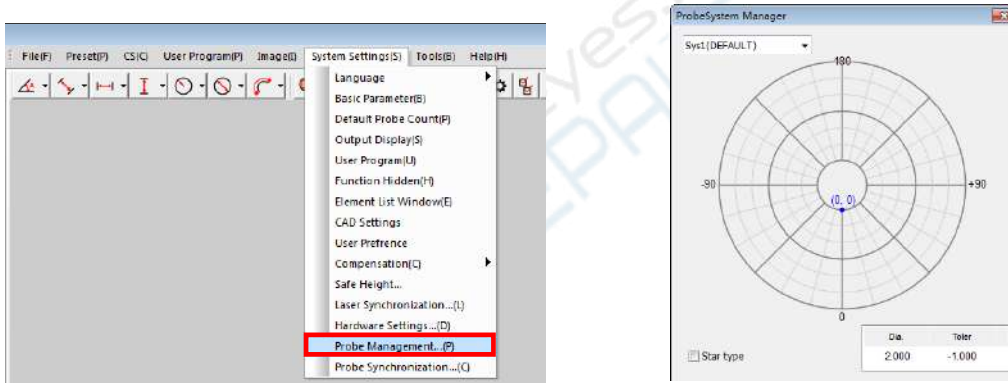 File(F) Preset(P) CS(C) User Program(P) Image(I) System Settings(S) Tools(B) Help(H)
Language
Basic Parameter(B)
Default Probe Count(P)
Output Display(S)
User Program(U)
Function Hidden(H)
Element List Window(E)
CAD Settings
User Prefrence
Compensation(C)
Safe Height...
Laser Synchronization...(L)
Hardware Settings...(D)
Probe Management...(P)
Probe Synchronization...(C)
ProbeSystem Manager
Sys1(DEFAULT)
180
-90
+90
(0, 0)
0
Star type
Dia. Toler
2.000 -1.000